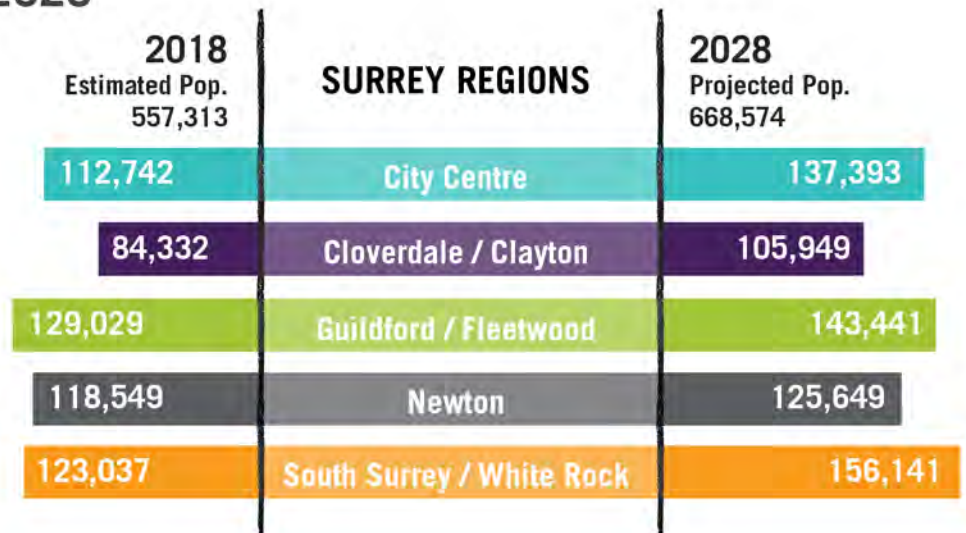 2018
Estimated Pop.
557,313
SURREY REGIONS
2028
Projected Pop.
668,574
112,742 City Centre 137,393
84,332 Cloverdale / Clayton 105,949
129,029 Guildford / Fleetwood 143,441
118,549 Newton 125,649
123,037 South Surrey / White Rock 156,141